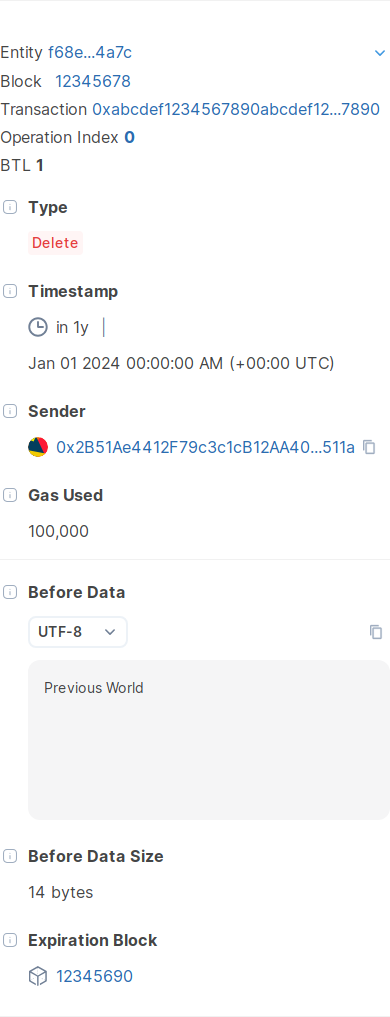 Entity f68e...4a7c
Block 12345678
Transaction 0xabcdef1234567890abcdef12...7890
Operation Index 0
BTL 1
Type
Delete
Timestamp
in 1y
Jan 01 2024 00:00:00 AM (+00:00 UTC)
Sender
0x2B51Ae4412F79c3c1cB12AA40...511a
Gas Used
100,000
Before Data
UTF-8
Previous World
Before Data Size
14 bytes
Expiration Block
12345690